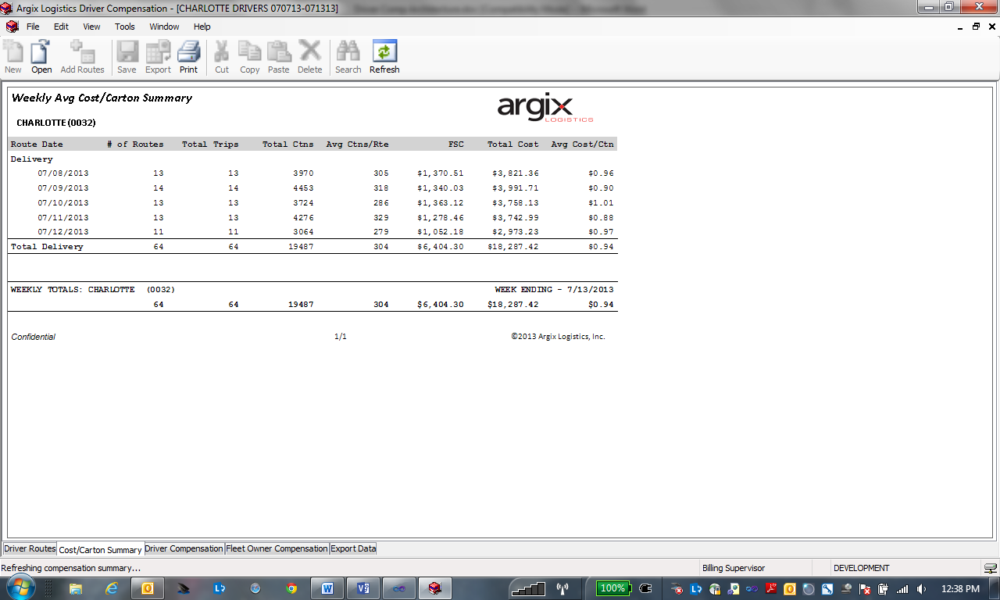 Argix Logistics Driver Compensation - [CHARLOTTE DRIVERS 070713-071313]
File Edit View Tools Window Help
New Open Add Routes Save Export Print Cut Copy Paste Delete Search Refresh
Weekly Avg Cost/Carton Summary
argix
LOGISTICS
CHARLOTTE(0032)
Route Date # of Routes Total Trips Total Ctns Avg Ctns/Rte FSC Total Cost Avg Cost/Ctn
Delivery
07/08/2013 13 13 3970 305 $1,370.51 $3,821.36 $0.96
07/09/2013 14 14 4453 318 $1,340.03 $3,991.71 $0.90
07/10/2013 13 13 3724 286 $1,363.12 $3,758.13 $1.01
07/11/2013 13 13 4276 329 $1,278.46 $3,742.99 $0.88
07/12/2013 11 11 3064 279 $1,052.18 $2,973.23 $0.97
Total Delivery 64 64 19487 304 $6,404.30 $18,287.42 $0.94
WEEKLY TOTALS: CHARLOTTE (0032) WEEK ENDING - 7/13/2013
64 64 19487 304 $6,404.30 $18,287.42 $0.94
Confidential 1/1 ©2013 Argix Logistics, Inc.
Driver Routes Cost/Carton Summary Driver Compensation Fleet Owner Compensation Export Data
Refreshing compensation summary... Billing Supervisor DEVELOPMENT
100% 12:38 PM